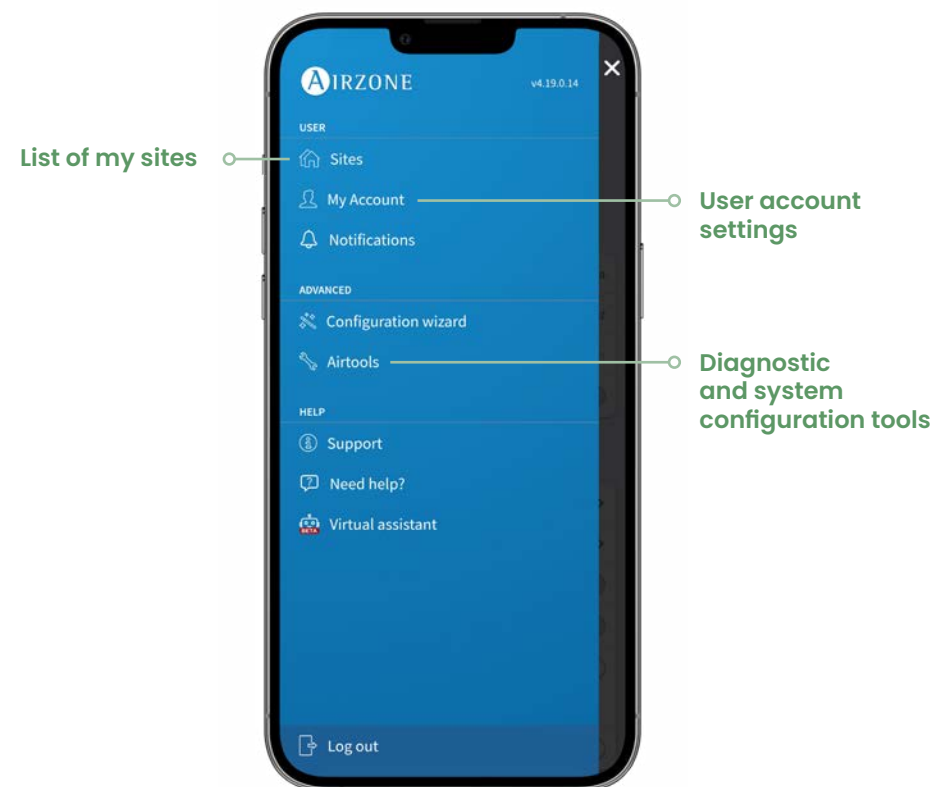 AIRZONE
v4.19.0.14
USER
List of my sites
Sites
My Account
User account
settings
Notifications
ADVANCED
Configuration wizard
Airtools
Diagnostic
and system
configuration tools
HELP
Support
Need help?
BETA
Virtual assistant
Log out